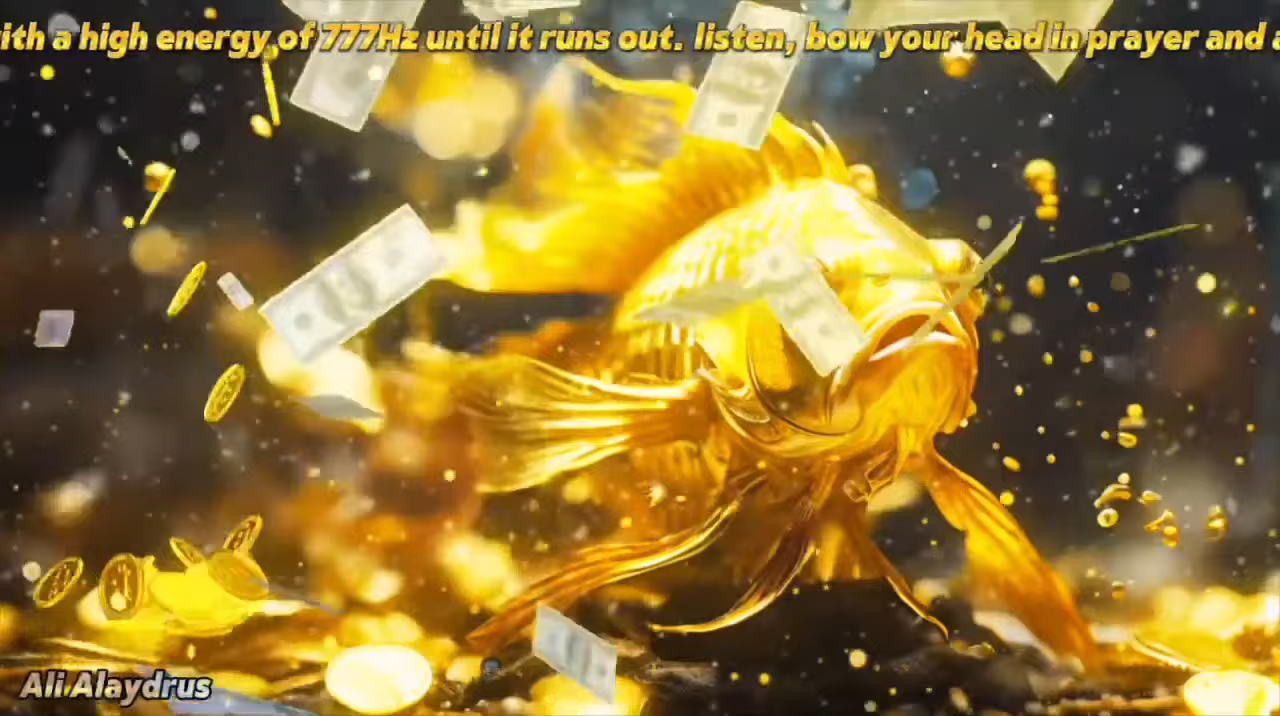 ith a high energy of 777Hz until it runs out. listen, bow your head in prayer and a
Ali Alaydrus